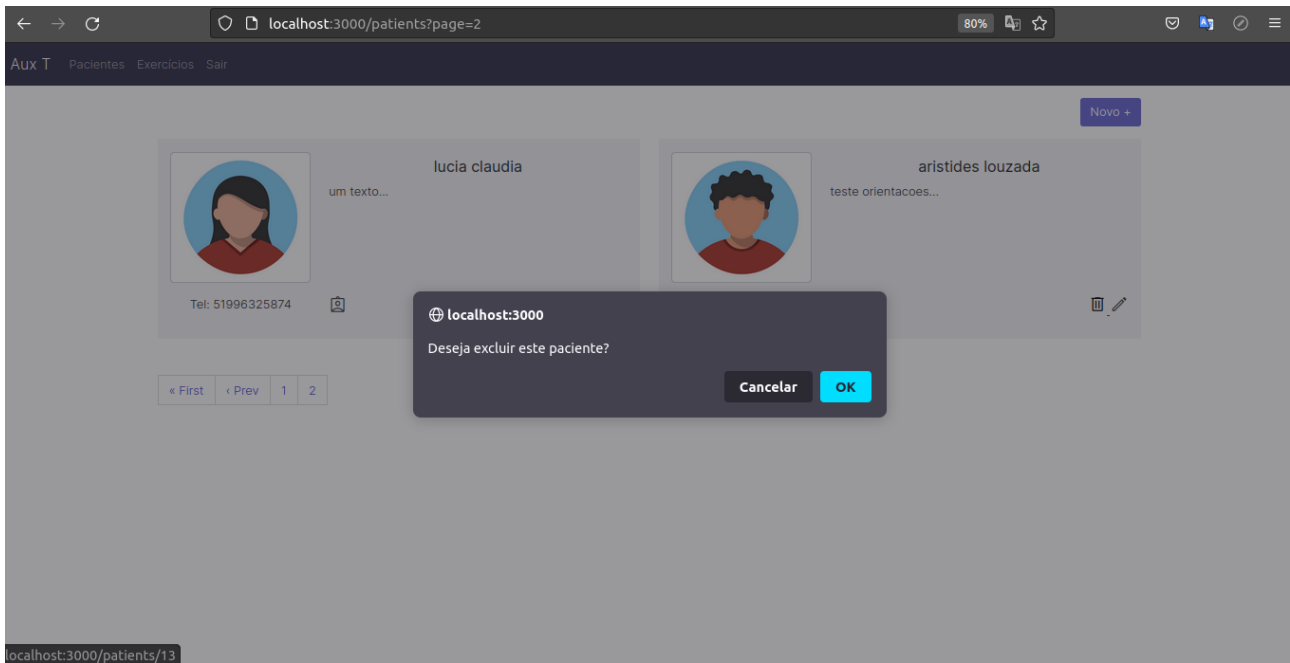 localhost:3000/patients?page=2
80%
Aux T Pacientes Exercícios Sair
Novo +
lucia claudia
um texto...
aristides louzada
teste orientacoes...
Tel: 51996325874
localhost:3000
Deseja excluir este paciente?
Cancelar OK
« First ‹ Prev 1 2
localhost:3000/patients/13